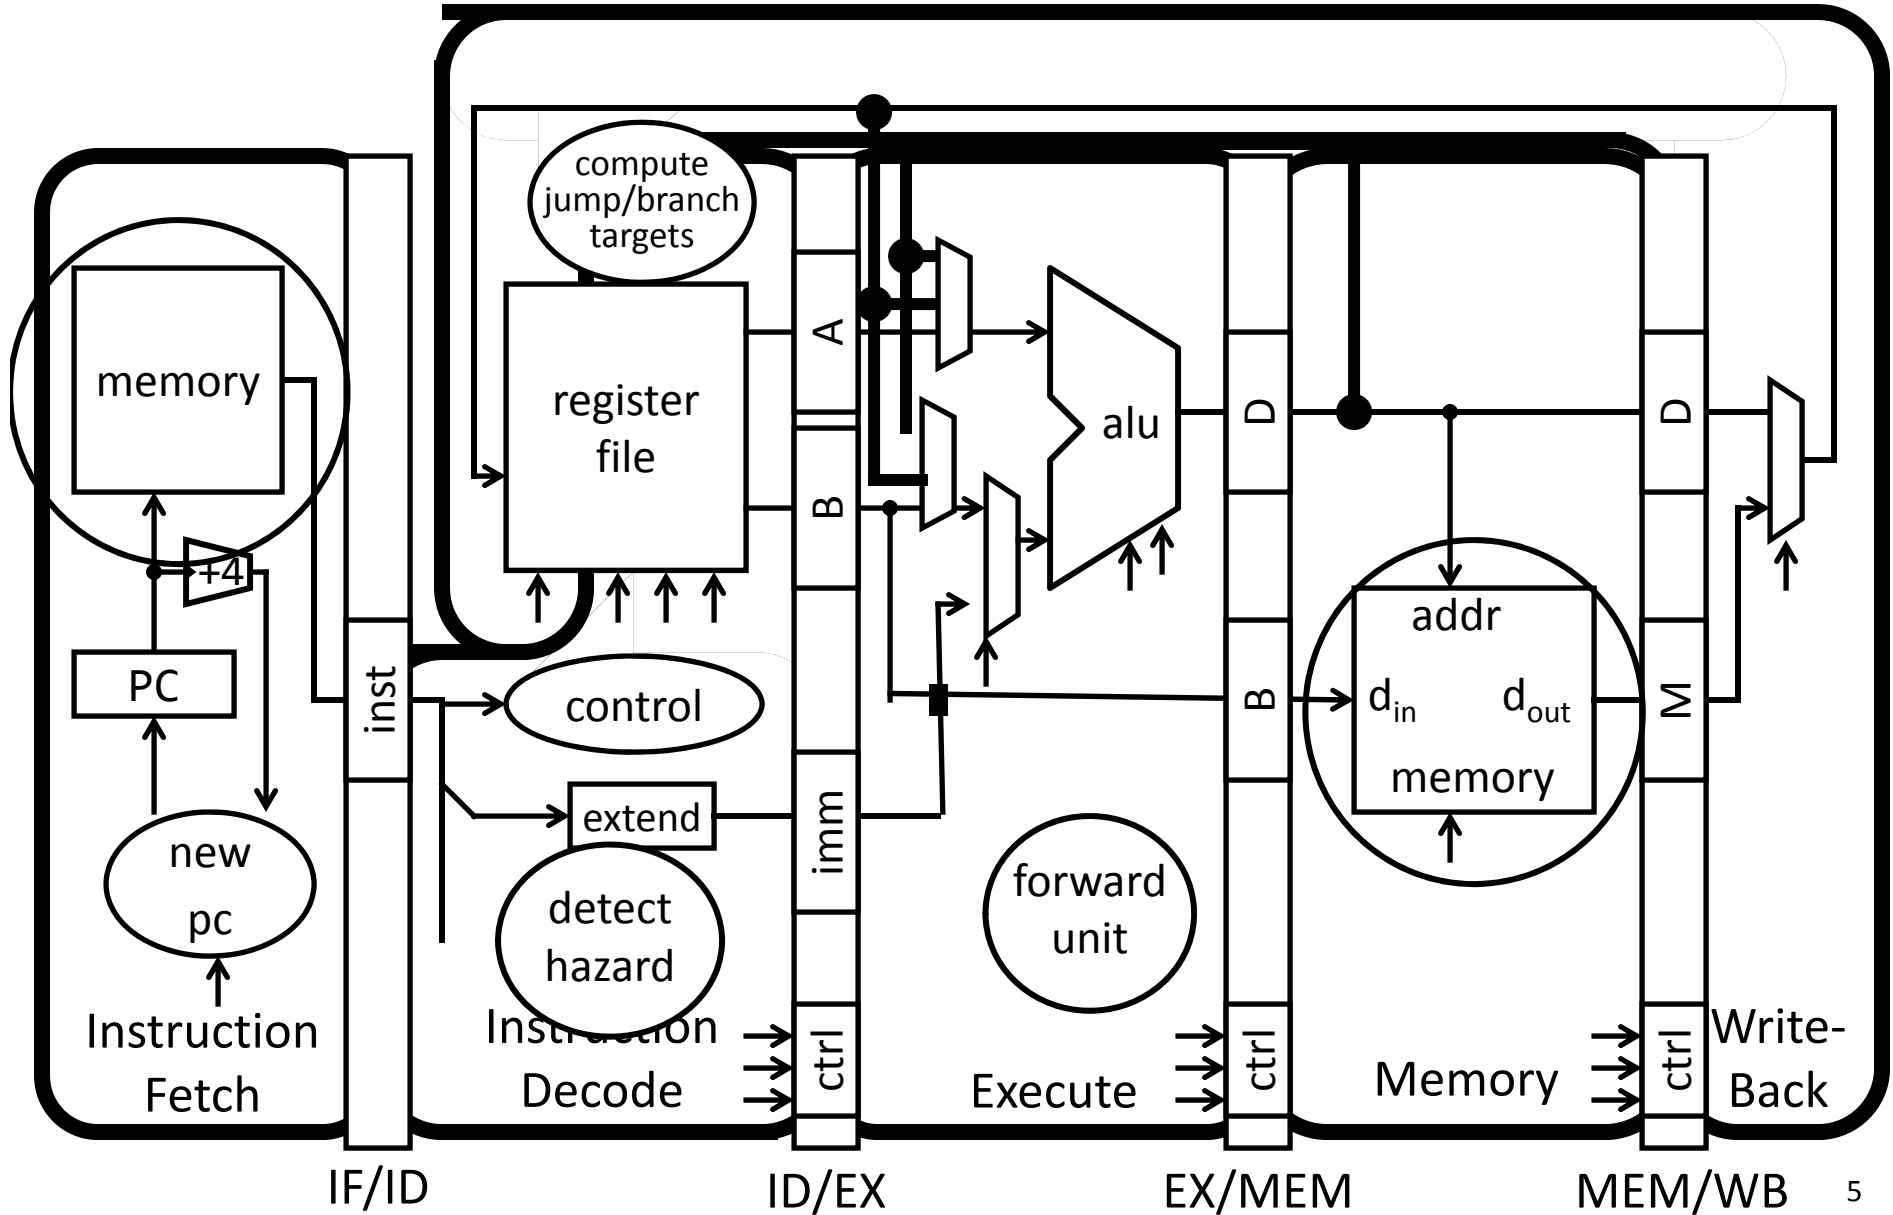 compute
jump/branch
targets
memory
+4
PC
new
pc
Instruction
Fetch
inst
register
file
control
extend
detect
hazard
Instruction
Decode
A
B
imm
ctrl
alu
forward
unit
Execute
D
B
ctrl
addr
din
dout
memory
Memory
D
M
ctrl
Write-
Back
IF/ID
ID/EX
EX/MEM
MEM/WB
5